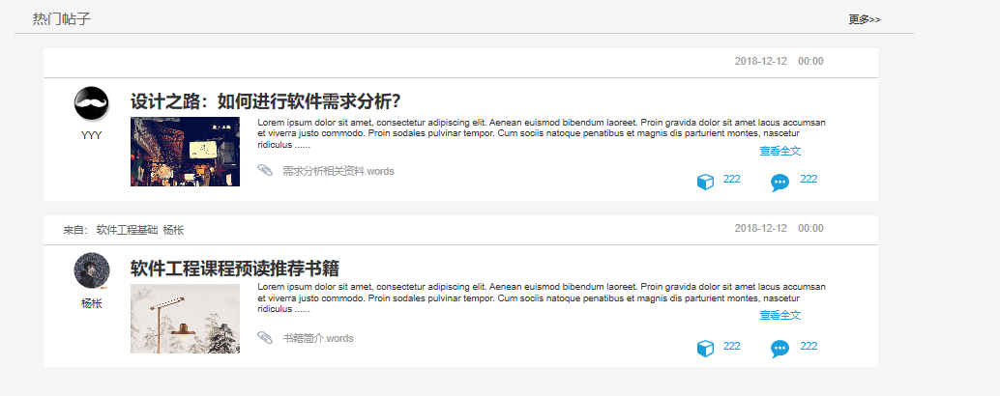 热门帖子 更多>>
2018-12-12 00:00
设计之路：如何进行软件需求分析？
YYY
Lorem ipsum dolor sit amet, consectetur adipiscing elit. Aenean euismod bibendum laoreet. Proin gravida dolor sit amet lacus accumsan
et viverra justo commodo. Proin sodales pulvinar tempor. Cum sociis natoque penatibus et magnis dis parturient montes, nascetur
ridiculus ......
查看全文
需求分析相关资料.words
222 222
来自： 软件工程基础 杨枨 2018-12-12 00:00
软件工程课程预读推荐书籍
杨枨
Lorem ipsum dolor sit amet, consectetur adipiscing elit. Aenean euismod bibendum laoreet. Proin gravida dolor sit amet lacus accumsan
et viverra justo commodo. Proin sodales pulvinar tempor. Cum sociis natoque penatibus et magnis dis parturient montes, nascetur
ridiculus ......
查看全文
书籍简介.words
222 222